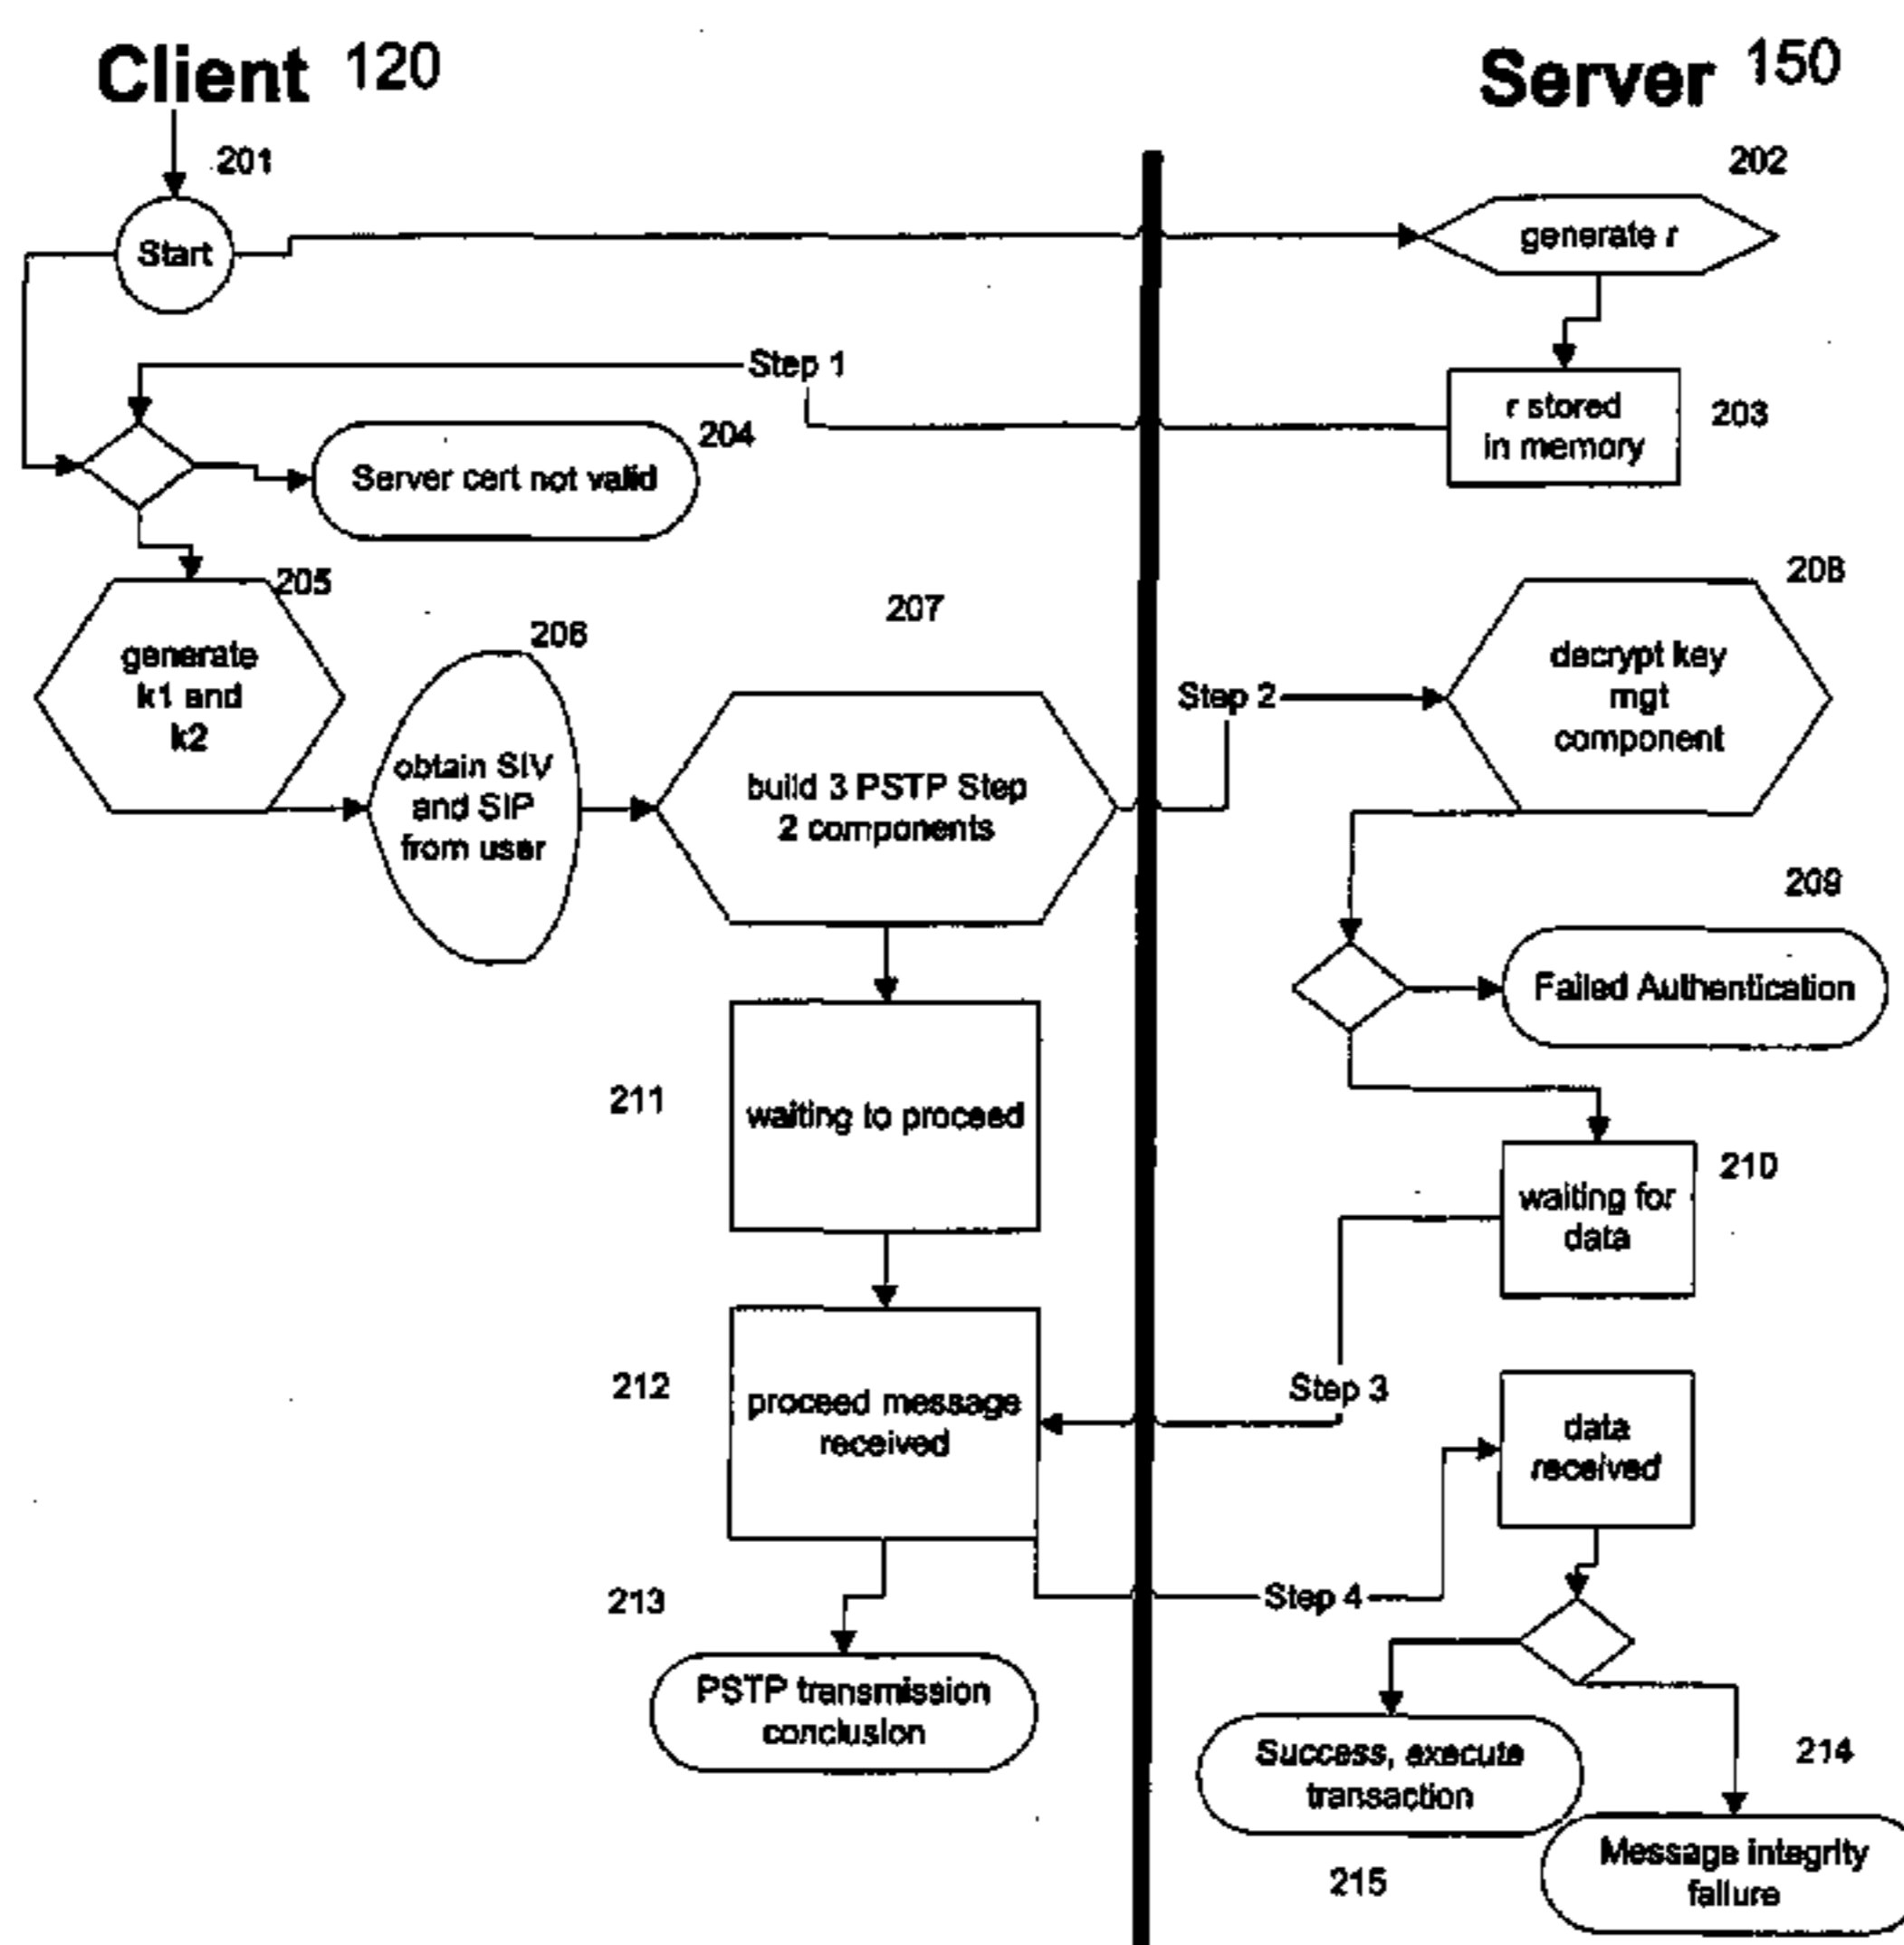 Client 120
Server 150
201
202
Start
generate r
Step 1
r stored
in memory
203
204
Server cert not valid
205
generate
k1 and
k2
206
obtain SIV
and SIP
from user
207
build 3 PSTP Step
2 components
Step 2
208
decrypt key
mgt
component
209
Failed Authentication
211
waiting to proceed
210
waiting for
data
212
proceed message
received
Step 3
data
received
213
Step 4
PSTP transmission
conclusion
Success, execute
transaction
214
215
Message integrity
failure